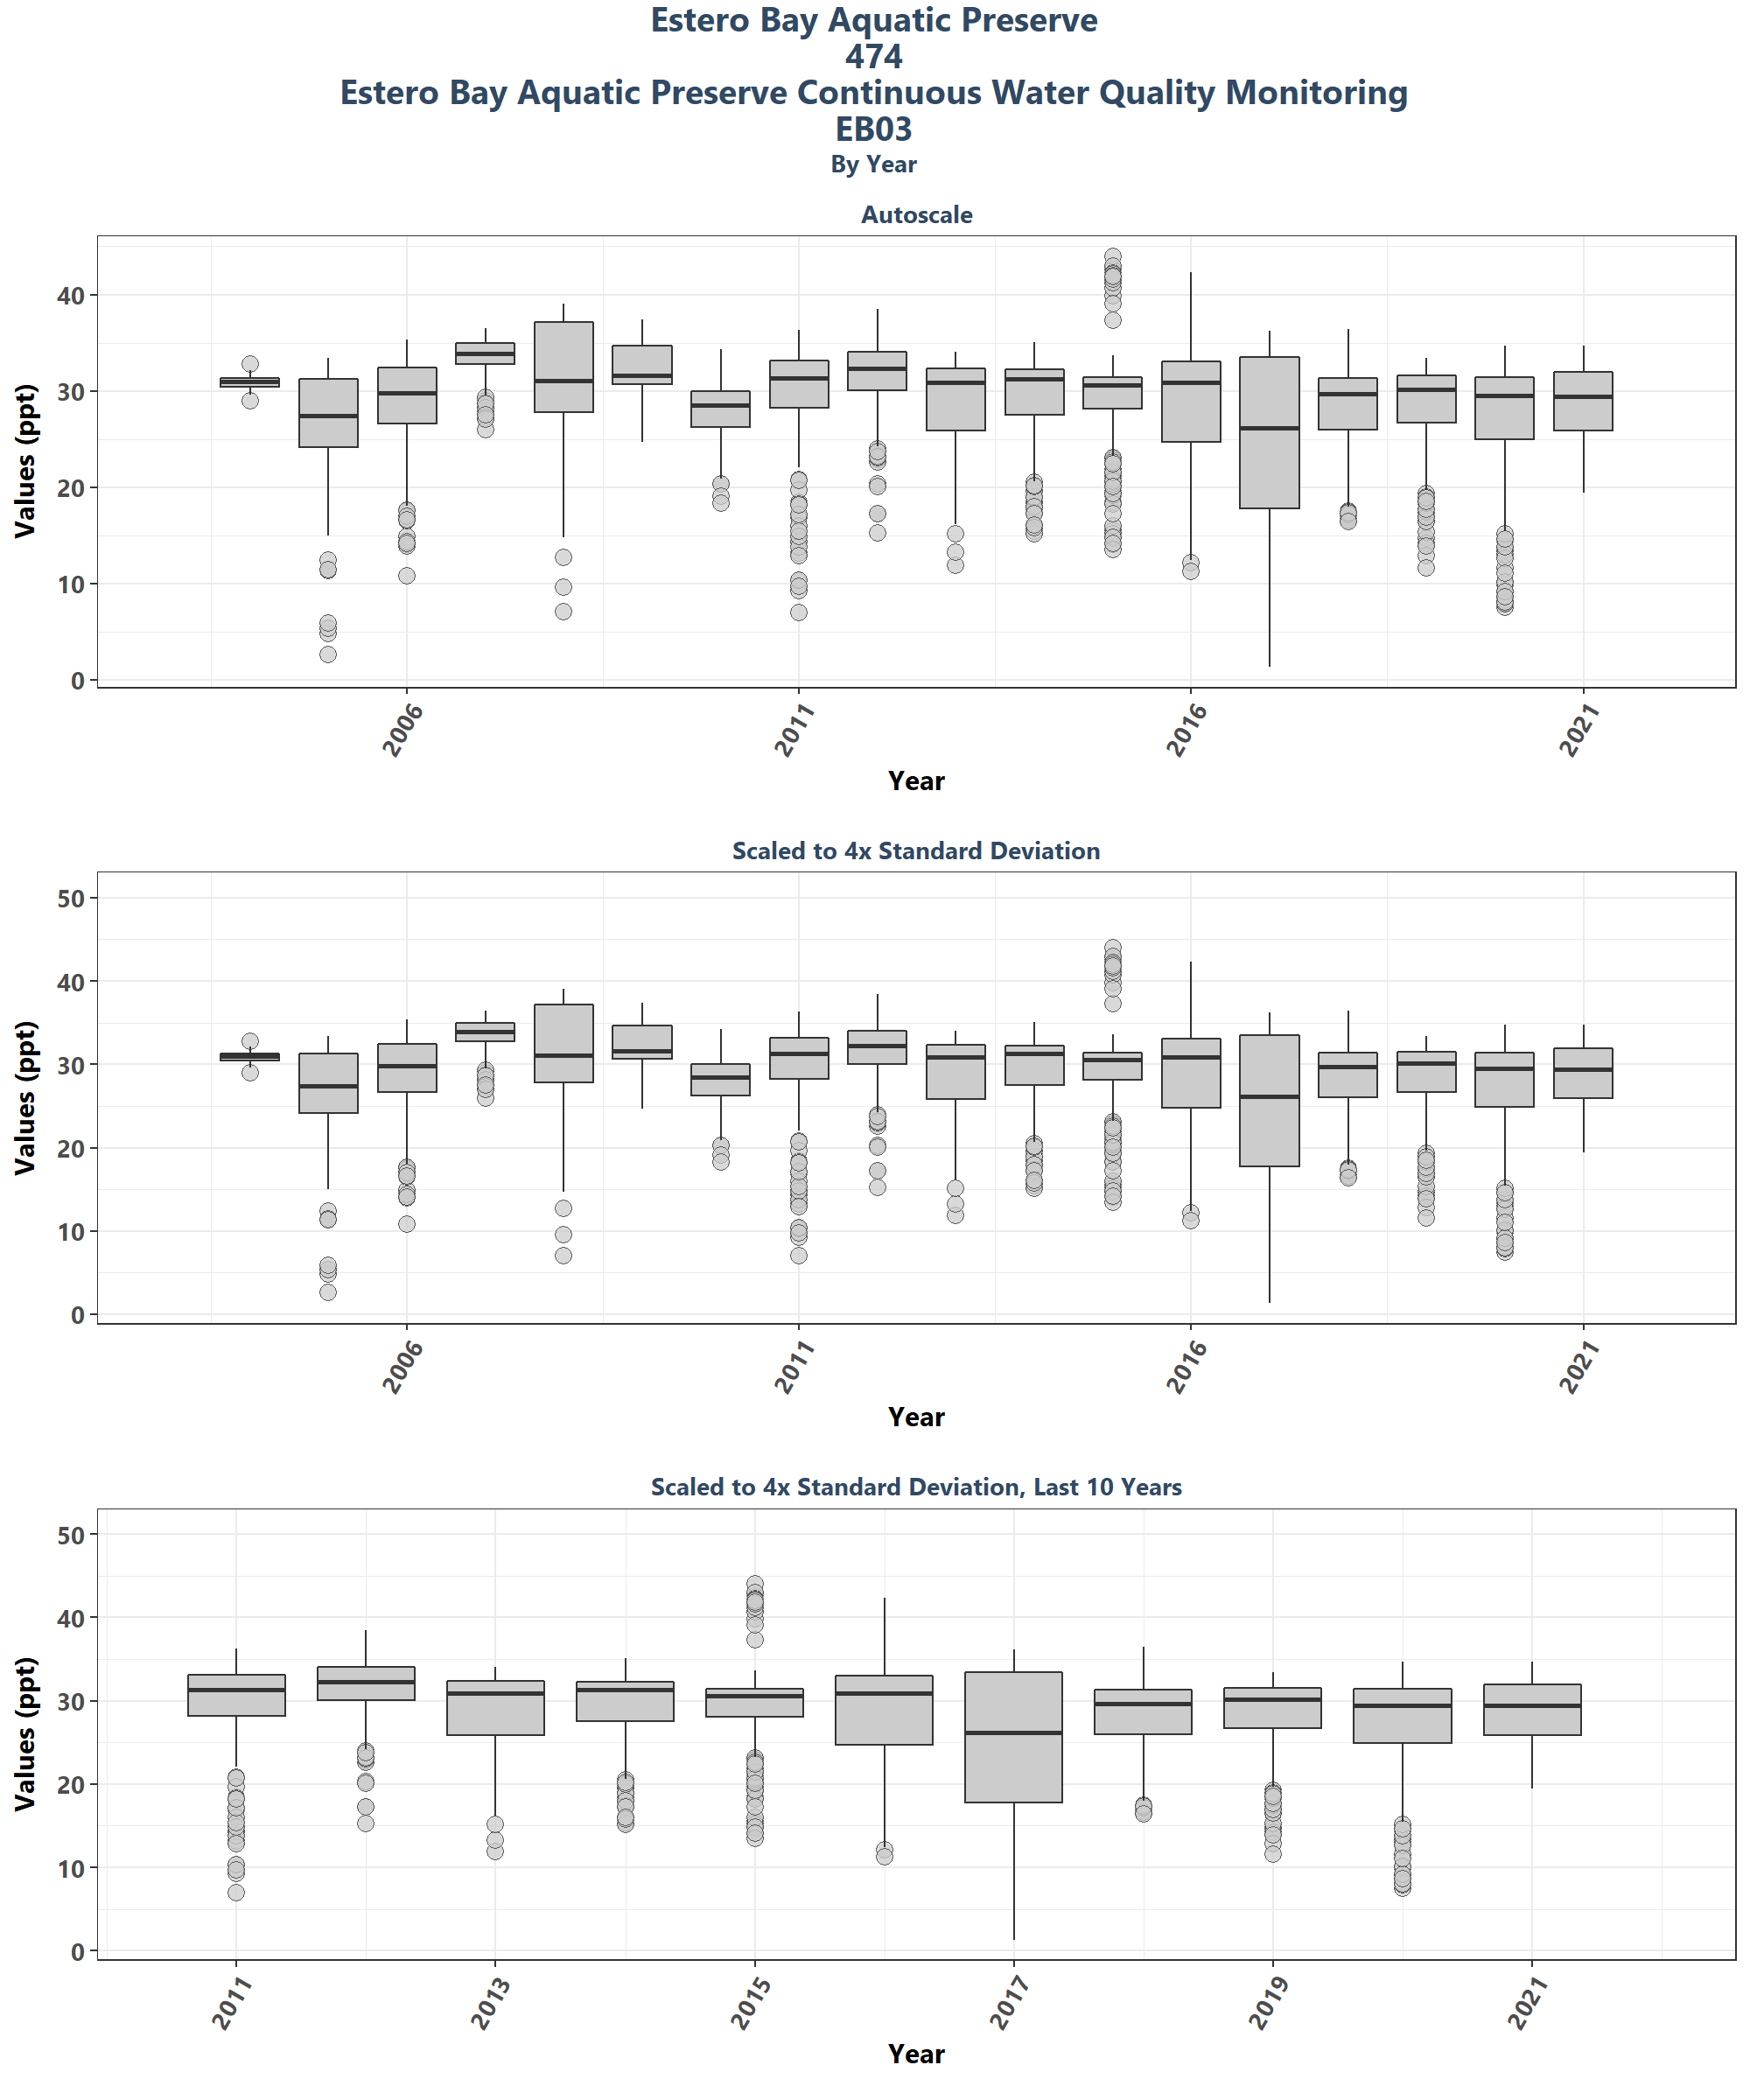 Estero Bay Aquatic Preserve
474
Estero Bay Aquatic Preserve Continuous Water Quality Monitoring
EB03
By Year
Autoscale
Values (ppt)
40
30
20
10
0
2006
2011
2016
2021
Year
Scaled to 4x Standard Deviation
Values (ppt)
50
40
30
20
10
0
2006
2011
2016
2021
Year
Scaled to 4x Standard Deviation, Last 10 Years
Values (ppt)
50
40
30
20
10
0
2011
2013
2015
2017
2019
2021
Year